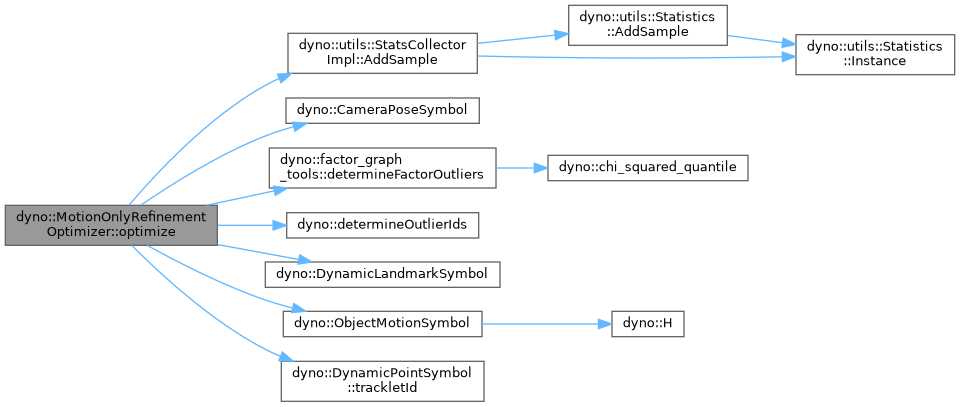 dyno::utils::Statistics
::AddSample
dyno::utils::StatsCollector
Impl::AddSample
dyno::utils::Statistics
::Instance
dyno::CameraPoseSymbol
dyno::factor_graph
_tools::determineFactorOutliers
dyno::chi_squared_quantile
dyno::MotionOnlyRefinement
Optimizer::optimize
dyno::determineOutlierIds
dyno::DynamicLandmarkSymbol
dyno::ObjectMotionSymbol
dyno::H
dyno::DynamicPointSymbol
::trackletId